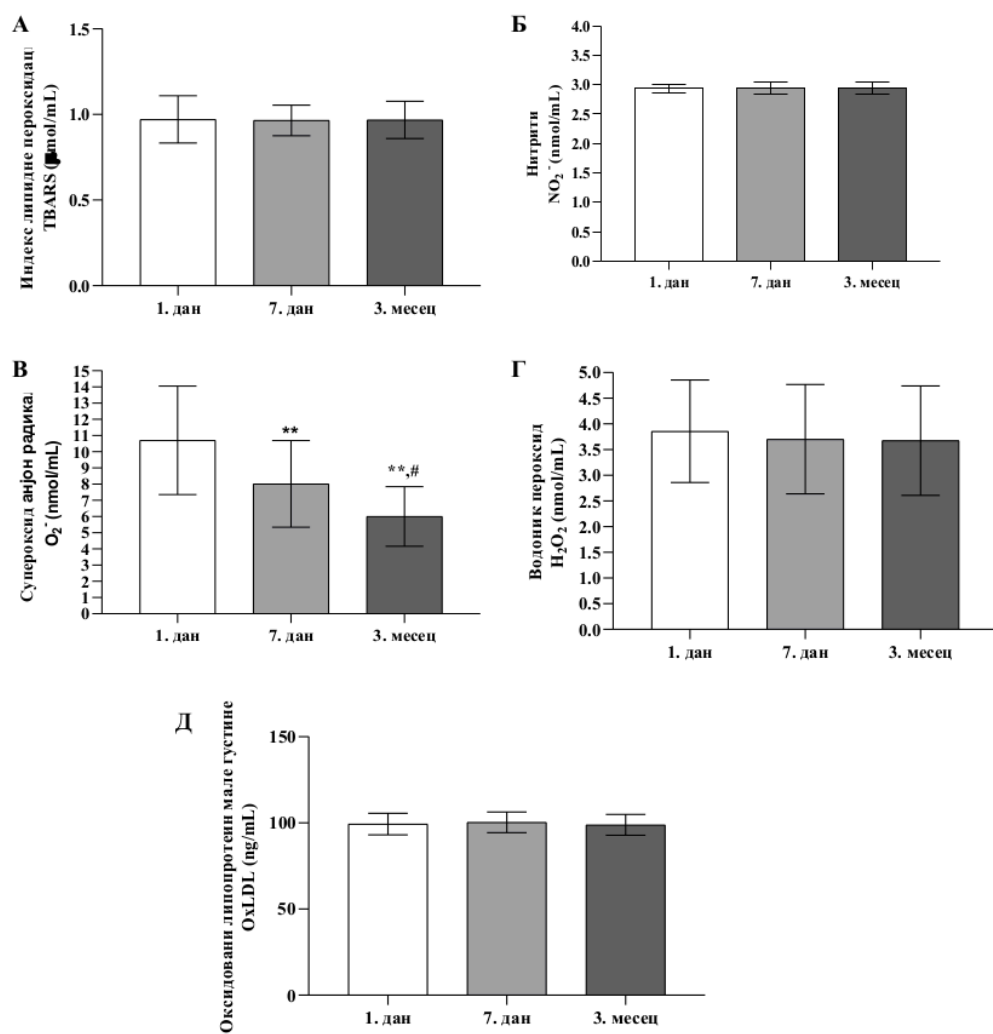 А
Индекс липидне пероксидац
TBARS (µmol/mL)
1.5
1.0
0.5
0.0
1. дан
7. дан
3. месец
Б
Нитрити
NO₂⁻ (nmol/mL)
4.0
3.5
3.0
2.5
2.0
1.5
1.0
0.5
0.0
1. дан
7. дан
3. месец
В
Супероксид анјон радика
O₂⁻ (nmol/mL)
15
14
13
12
11
10
9
8
7
6
5
4
3
2
1
0
**
**,#
1. дан
7. дан
3. месец
Г
Водоник пероксид
H₂O₂ (nmol/mL)
5.0
4.5
4.0
3.5
3.0
2.5
2.0
1.5
1.0
0.5
0.0
1. дан
7. дан
3. месец
Д
Оксидовани липопротеин мале густине
OxLDL (ng/mL)
150
100
50
0
1. дан
7. дан
3. месец